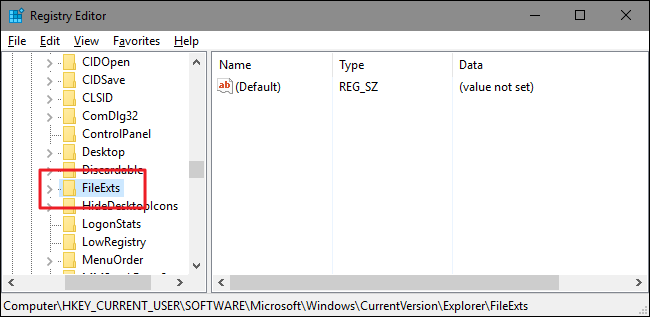 Registry Editor
File Edit View Favorites Help
CIDOpen
CIDSave
CLSID
ComDlg32
ControlPanel
Desktop
Discardable
FileExts
HideDesktopIcons
LogonStats
LowRegistry
MenuOrder
Name Type Data
ab (Default) REG_SZ (value not set)
Computer\HKEY_CURRENT_USER\SOFTWARE\Microsoft\Windows\CurrentVersion\Explorer\FileExts